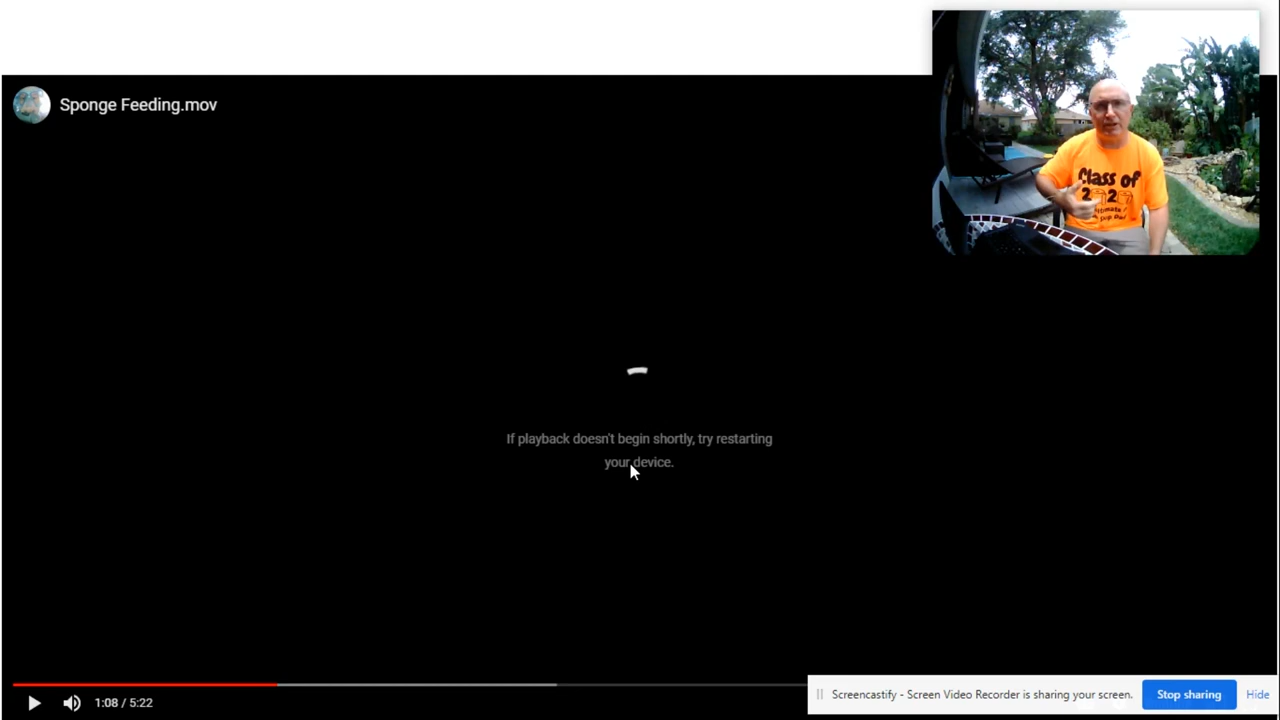 Sponge Feeding.mov
Class of
2020
If playback doesn't begin shortly, try restarting
your device.
1:08 / 5:22
Screencastify - Screen Video Recorder is sharing your screen.
Stop sharing
Hide